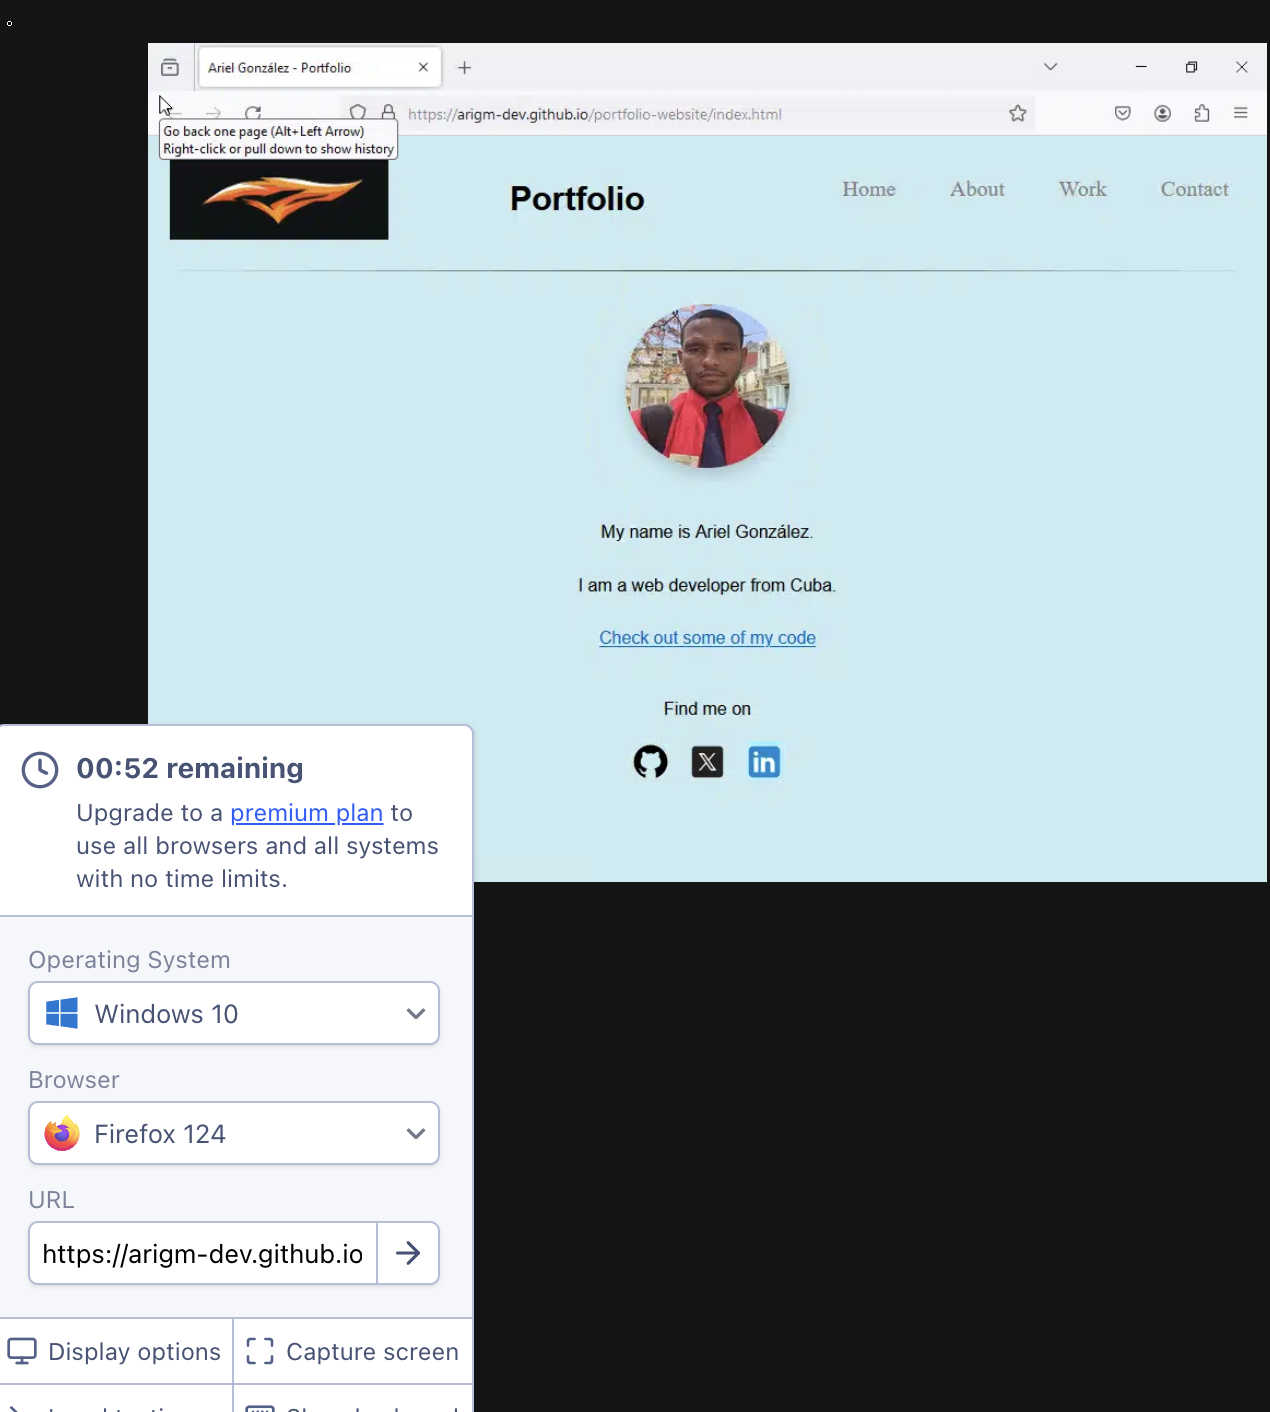 Ariel González - Portfolio
https://arigm-dev.github.io/portfolio-website/index.html
Go back one page (Alt+Left Arrow)
Right-click or pull down to show history
Portfolio
Home
About
Work
Contact
My name is Ariel González.
I am a web developer from Cuba.
Check out some of my code
Find me on
00:52 remaining
Upgrade to a premium plan to
use all browsers and all systems
with no time limits.
Operating System
Windows 10
Browser
Firefox 124
URL
https://arigm-dev.github.io
Display options
Capture screen